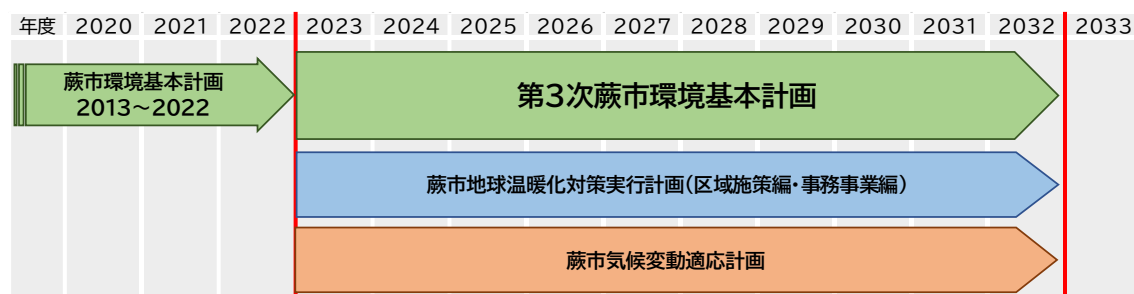 年度 2020 2021 2022 2023 2024 2025 2026 2027 2028 2029 2030 2031 2032 2033
蕨市環境基本計画
2013～2022
第3次蕨市環境基本計画
蕨市地球温暖化対策実行計画(区域施策編・事務事業編)
蕨市気候変動適応計画